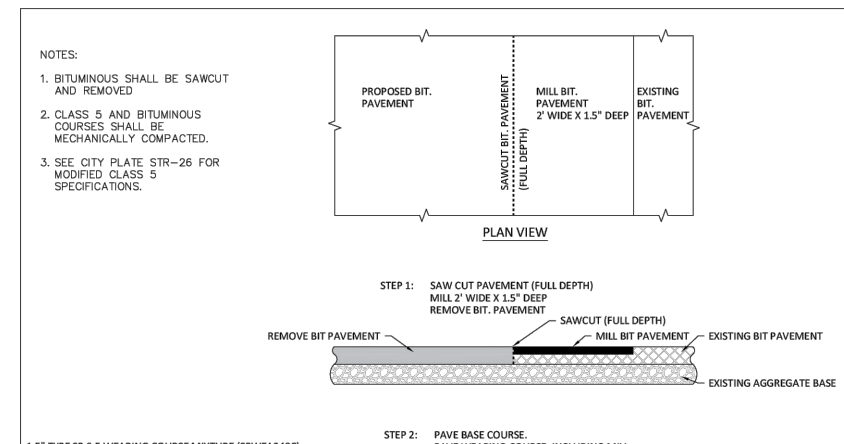 NOTES:
1. BITUMINOUS SHALL BE SAWCUT
AND REMOVED
2. CLASS 5 AND BITUMINOUS
COURSES SHALL BE
MECHANICALLY COMPACTED.
3. SEE CITY PLATE STR-26 FOR
MODIFIED CLASS 5
SPECIFICATIONS.
PROPOSED BIT.
PAVEMENT
SAWCUT BIT. PAVEMENT
(FULL DEPTH)
MILL BIT.
PAVEMENT
2' WIDE X 1.5" DEEP
EXISTING
BIT.
PAVEMENT
PLAN VIEW
STEP 1: SAW CUT PAVEMENT (FULL DEPTH)
MILL 2' WIDE X 1.5" DEEP
REMOVE BIT. PAVEMENT
SAWCUT (FULL DEPTH)
REMOVE BIT PAVEMENT
MILL BIT PAVEMENT
EXISTING BIT PAVEMENT
EXISTING AGGREGATE BASE
STEP 2: PAVE BASE COURSE.